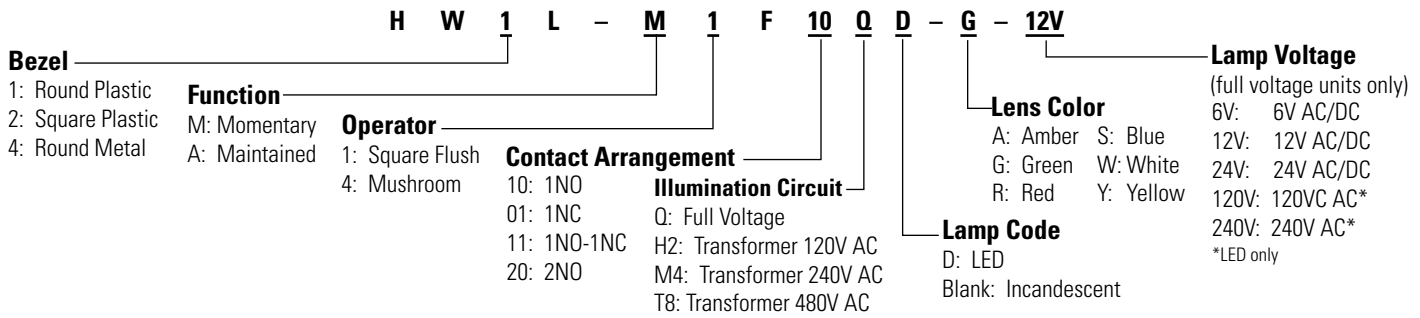 H W 1 L – M 1 F 10 Q D – G – 12V
Bezel
1: Round Plastic
2: Square Plastic
4: Round Metal
Function
M: Momentary
A: Maintained
Operator
1: Square Flush
4: Mushroom
Contact Arrangement
10: 1NO
01: 1NC
11: 1NO-1NC
20: 2NO
Illumination Circuit
Q: Full Voltage
H2: Transformer 120V AC
M4: Transformer 240V AC
T8: Transformer 480V AC
Lamp Code
D: LED
Blank: Incandescent
Lens Color
A: Amber S: Blue
G: Green W: White
R: Red Y: Yellow
Lamp Voltage
(full voltage units only)
6V: 6V AC/DC
12V: 12V AC/DC
24V: 24V AC/DC
120V: 120VC AC*
240V: 240V AC*
*LED only